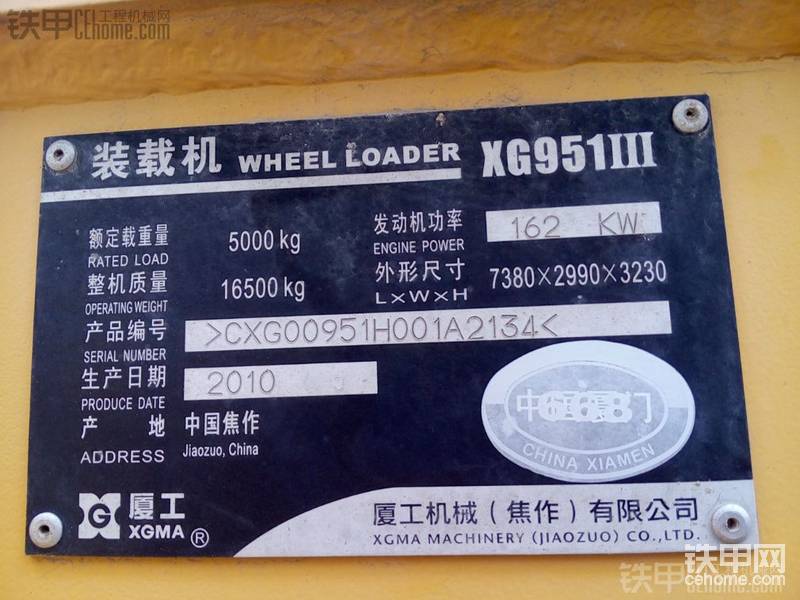 铁甲 工程机械网
CEhome.com
装载机 WHEEL LOADER XG951III
额定载重量 5000kg 发动机功率 162 KW
RATED LOAD ENGINE POWER
整机质量 16500kg 外形尺寸 7380×2990×3230
OPERATING WEIGHT L×W×H
产品编号 >CXG00951H001A2134<
SERIAL NUMBER
生产日期 2010
PRODUCE DATE
产地 中国焦作
ADDRESS Jiaozuo, China
CHINA XIAMEN
厦工
XGMA ®
厦工机械(焦作)有限公司
XGMA MACHINERY (JIAOZUO) CO.,LTD.
铁甲网
cehome.com